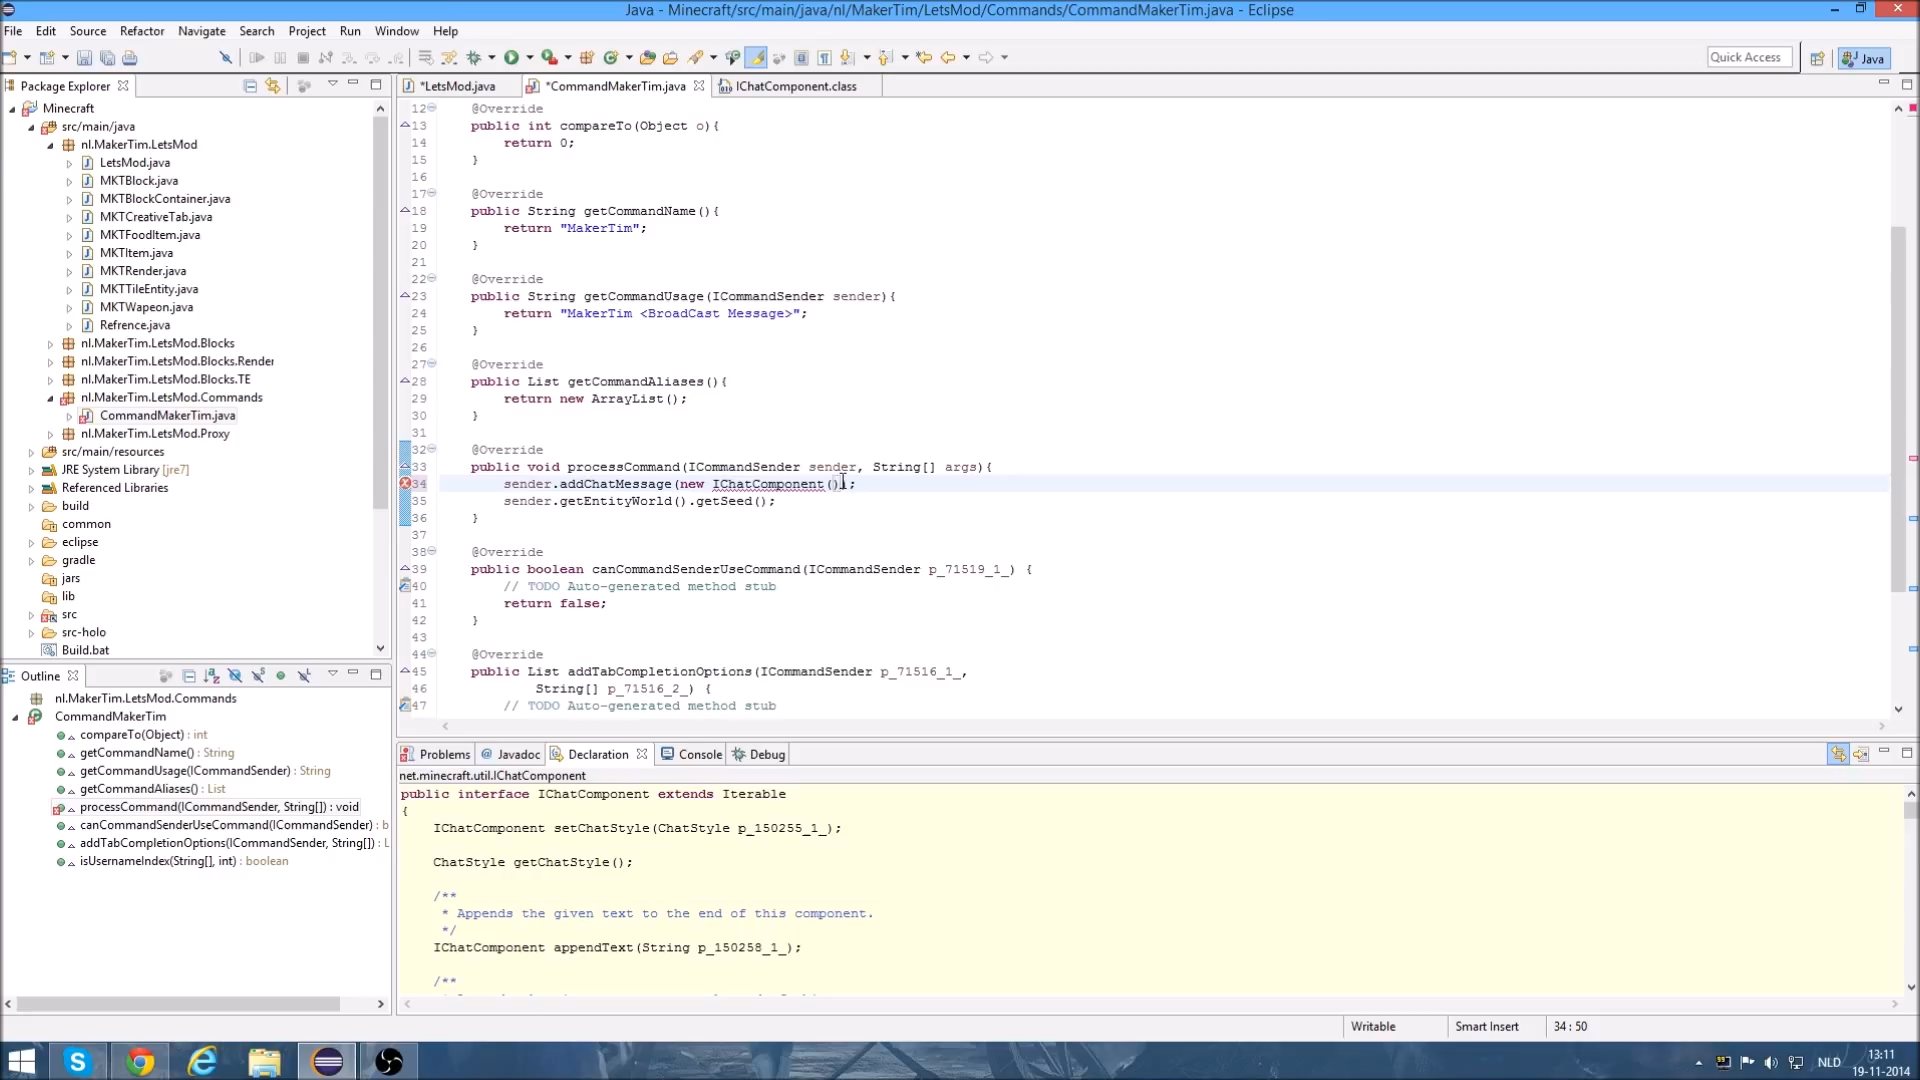 Java - Minecraft/src/main/java/nl/MakerTim/LetsMod/Commands/CommandMakerTim.java - Eclipse
File Edit Source Refactor Navigate Search Project Run Window Help
Quick Access
Java
Package Explorer
Minecraft
src/main/java
nl.MakerTim.LetsMod
LetsMod.java
MKTBlock.java
MKTBlockContainer.java
MKTCreativeTab.java
MKTFoodItem.java
MKTItem.java
MKTRender.java
MKTTileEntity.java
MKTWapeon.java
Refrence.java
nl.MakerTim.LetsMod.Blocks
nl.MakerTim.LetsMod.Blocks.Render
nl.MakerTim.LetsMod.Blocks.TE
nl.MakerTim.LetsMod.Commands
CommandMakerTim.java
nl.MakerTim.LetsMod.Proxy
src/main/resources
JRE System Library [jre7]
Referenced Libraries
build
common
eclipse
gradle
jars
lib
src
src-holo
Build.bat
Outline
nl.MakerTim.LetsMod.Commands
CommandMakerTim
compareTo(Object) : int
getCommandName() : String
getCommandUsage(ICommandSender) : String
getCommandAliases() : List
processCommand(ICommandSender, String[]) : void
canCommandSenderUseCommand(ICommandSender) : b
addTabCompletionOptions(ICommandSender, String[]) : L
isUsernameIndex(String[], int) : boolean
*LetsMod.java *CommandMakerTim.java IChatComponent.class
12 @Override
13 public int compareTo(Object o){
14 return 0;
15 }
16
17 @Override
18 public String getCommandName(){
19 return "MakerTim";
20 }
21
22 @Override
23 public String getCommandUsage(ICommandSender sender){
24 return "MakerTim <BroadCast Message>";
25 }
26
27 @Override
28 public List getCommandAliases(){
29 return new ArrayList();
30 }
31
32 @Override
33 public void processCommand(ICommandSender sender, String[] args){
34 sender.addChatMessage(new IChatComponent());
35 sender.getEntityWorld().getSeed();
36 }
37
38 @Override
39 public boolean canCommandSenderUseCommand(ICommandSender p_71519_1_) {
40 // TODO Auto-generated method stub
41 return false;
42 }
43
44 @Override
45 public List addTabCompletionOptions(ICommandSender p_71516_1_,
46 String[] p_71516_2_) {
47 // TODO Auto-generated method stub
Problems Javadoc Declaration Console Debug
net.minecraft.util.IChatComponent
public interface IChatComponent extends Iterable
{
IChatComponent setChatStyle(ChatStyle p_150255_1_);
ChatStyle getChatStyle();
/**
* Appends the given text to the end of this component.
*/
IChatComponent appendText(String p_150258_1_);
/**
Writable Smart Insert 34 : 50
NLD
13:11
19-11-2014